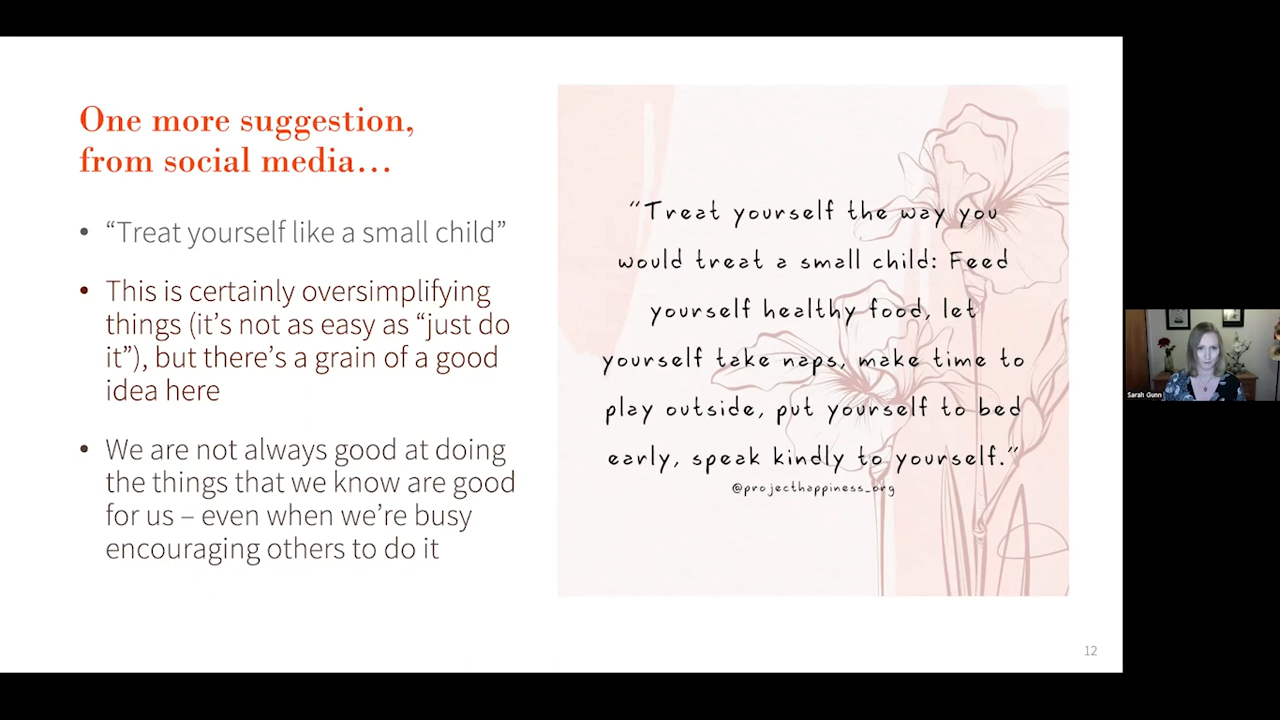 One more suggestion,
from social media…
• “Treat yourself like a small child”
• This is certainly oversimplifying
things (it’s not as easy as “just do
it”), but there’s a grain of a good
idea here
• We are not always good at doing
the things that we know are good
for us – even when we’re busy
encouraging others to do it
“Treat yourself the way you
would treat a small child: Feed
yourself healthy food, let
yourself take naps, make time to
play outside, put yourself to bed
early, speak kindly to yourself.”
@projecthappiness_org
12
Sarah Gunn